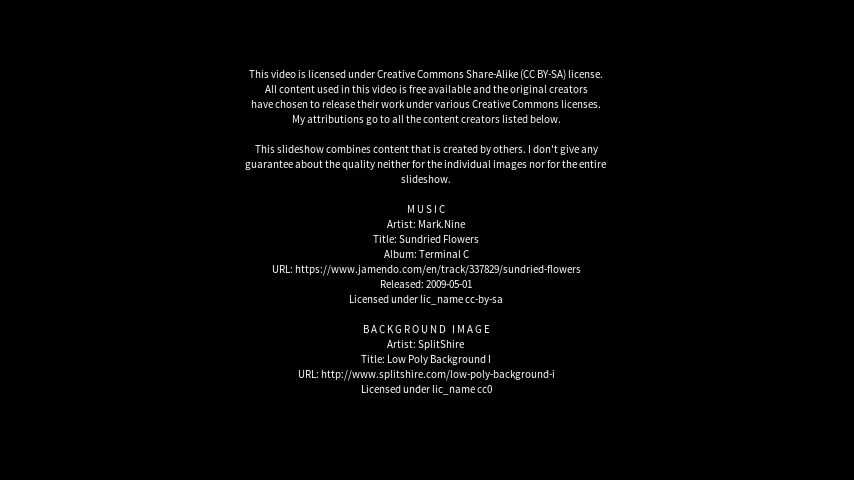 This video is licensed under Creative Commons Share-Alike (CC BY-SA) license.
All content used in this video is free available and the original creators
have chosen to release their work under various Creative Commons licenses.
My attributions go to all the content creators listed below.
This slideshow combines content that is created by others. I don't give any
guarantee about the quality neither for the individual images nor for the entire
slideshow.
MUSIC
Artist: Mark.Nine
Title: Sundried Flowers
Album: Terminal C
URL: https://www.jamendo.com/en/track/337829/sundried-flowers
Released: 2009-05-01
Licensed under lic_name cc-by-sa
BACKGROUND IMAGE
Artist: SplitShire
Title: Low Poly Background I
URL: http://www.splitshire.com/low-poly-background-i
Licensed under lic_name cc0